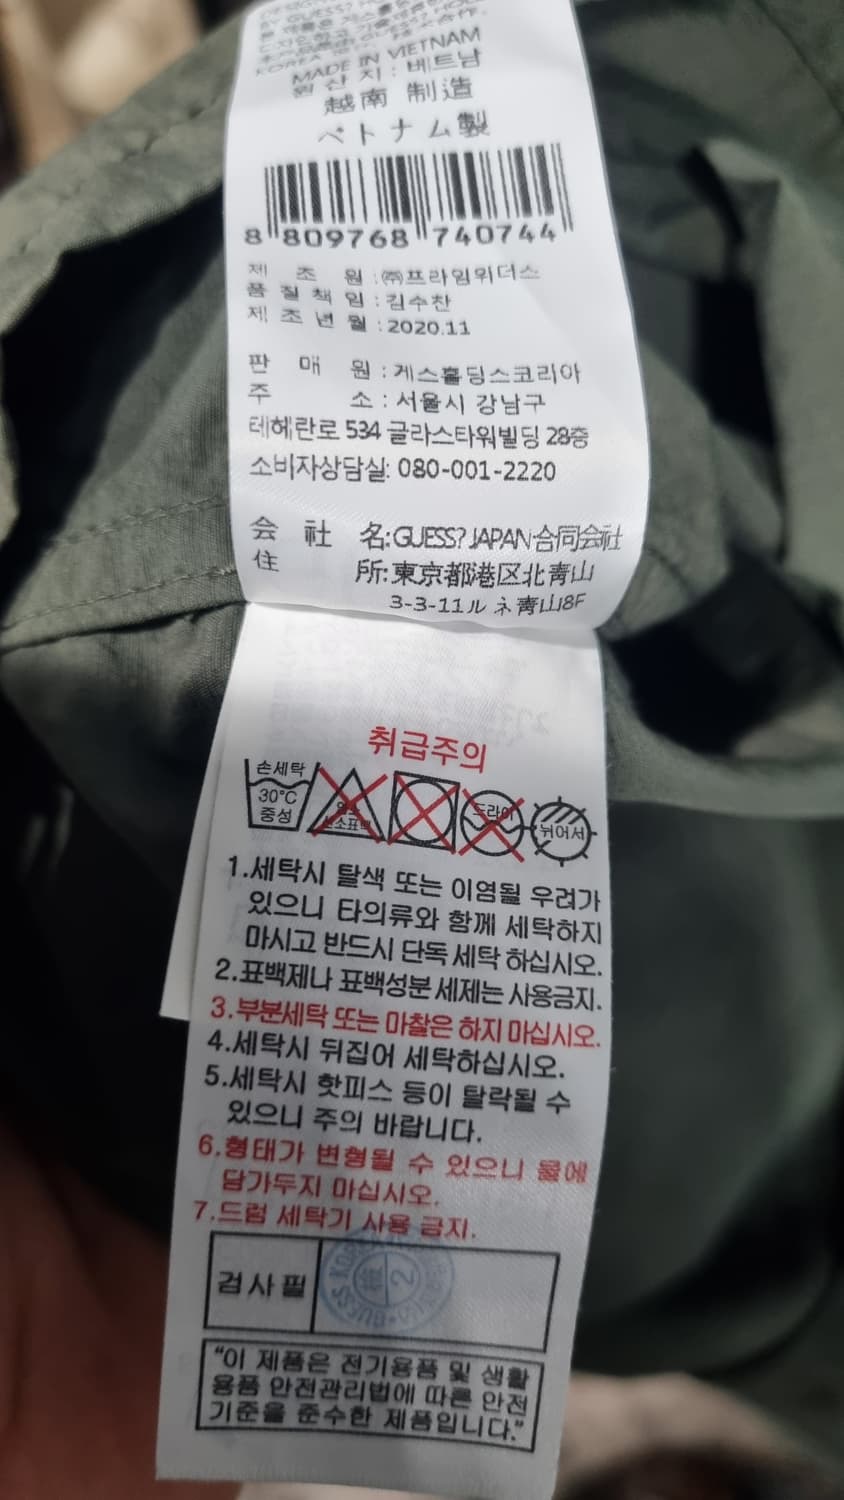 BY GUESS? HO
KOREA
MADE IN VIETNAM
원 산 지 : 베트남
越南 制造
ベトナム製
8 809768 740744
제 조 원 : ㈜프라임위더스
품 질 책 임 : 김수찬
제 조 년 월 : 2020.11
판 매 원 : 게스홀딩스코리아
주 소 : 서울시 강남구
테헤란로 534 글라스타워빌딩 28층
소비자상담실: 080-001-2220
会 社 名:GUESS? JAPAN合同会社
住 所:東京都港区北青山
3-3-11ル ネ青山8F
취급주의
손세탁
30°C
중성
염소
산소표백
드라이
뉘어서
1.세탁시 탈색 또는 이염될 우려가
있으니 타의류와 함께 세탁하지
마시고 반드시 단독 세탁 하십시오.
2.표백제나 표백성분 세제는 사용금지.
3.부분세탁 또는 마찰은 하지 마십시오.
4.세탁시 뒤집어 세탁하십시오.
5.세탁시 핫피스 등이 탈락될 수
있으니 주의 바랍니다.
6.형태가 변형될 수 있으니 물에
담가두지 마십시오.
7.드럼 세탁기 사용 금지.
검사필
2
"이 제품은 전기용품 및 생활
용품 안전관리법에 따른 안전
기준을 준수한 제품입니다."